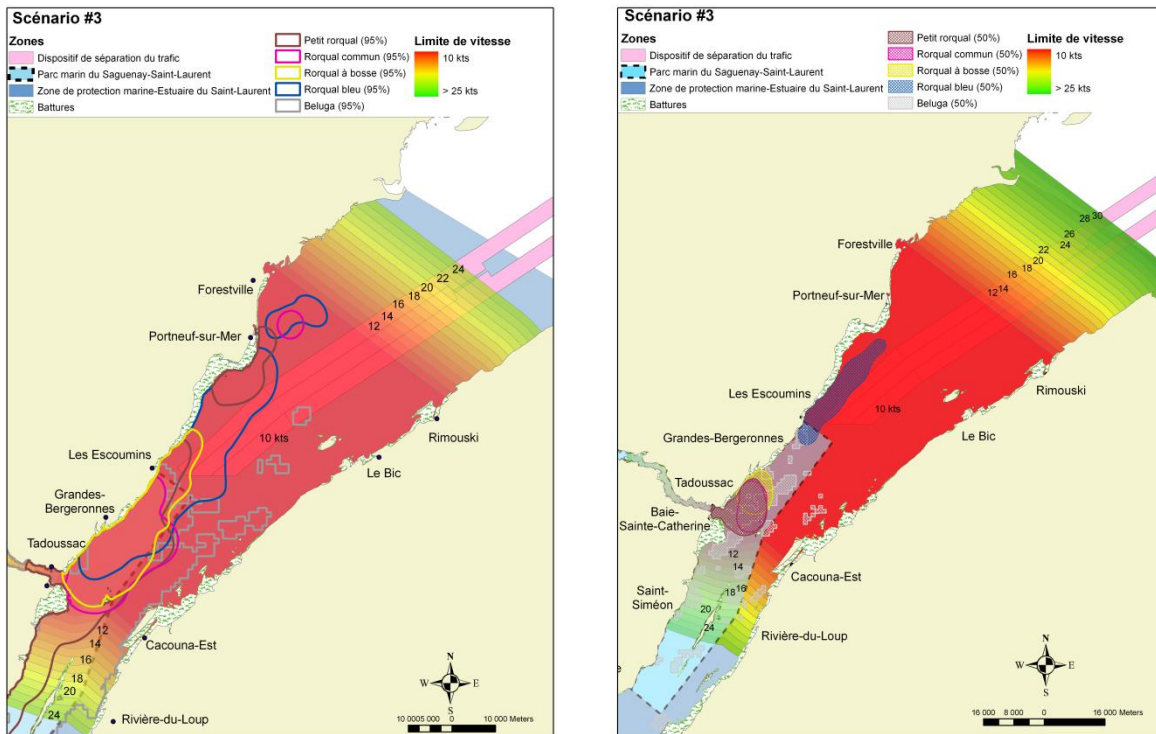 Scénario #3
Zones
Dispositif de séparation du trafic
Parc marin du Saguenay-Saint-Laurent
Zone de protection marine-Estuaire du Saint-Laurent
Battures
Petit rorqual (95%)
Rorqual commun (95%)
Rorqual à bosse (95%)
Rorqual bleu (95%)
Beluga (95%)
Limite de vitesse
10 kts
> 25 kts
Forestville
Portneuf-sur-Mer
24
22
20
18
16
14
12
10 kts
Rimouski
Le Bic
Les Escoumins
Grandes-
Bergeronnes
Tadoussac
12
14
16
18
20
24
Cacouna-Est
Rivière-du-Loup
N
W
E
S
10 0005 000
0
10 000 Meters
Scénario #3
Zones
Dispositif de séparation du trafic
Parc marin du Saguenay-Saint-Laurent
Zone de protection marine-Estuaire du Saint-Laurent
Battures
Petit rorqual (50%)
Rorqual commun (50%)
Rorqual à bosse (50%)
Rorqual bleu (50%)
Beluga (50%)
Limite de vitesse
10 kts
> 25 kts
Forestville
Portneuf-sur-Mer
28
30
26
24
22
20
18
16
14
12
Les Escoumins
10 kts
Rimouski
Le Bic
Grandes-Bergeronnes
Tadoussac
Baie-
Sainte-Catherine
12
14
16
18
20
24
Cacouna-Est
Saint-
Siméon
Rivière-du-Loup
e
N
W
E
S
16 000
8 000
0
16 000 Meters